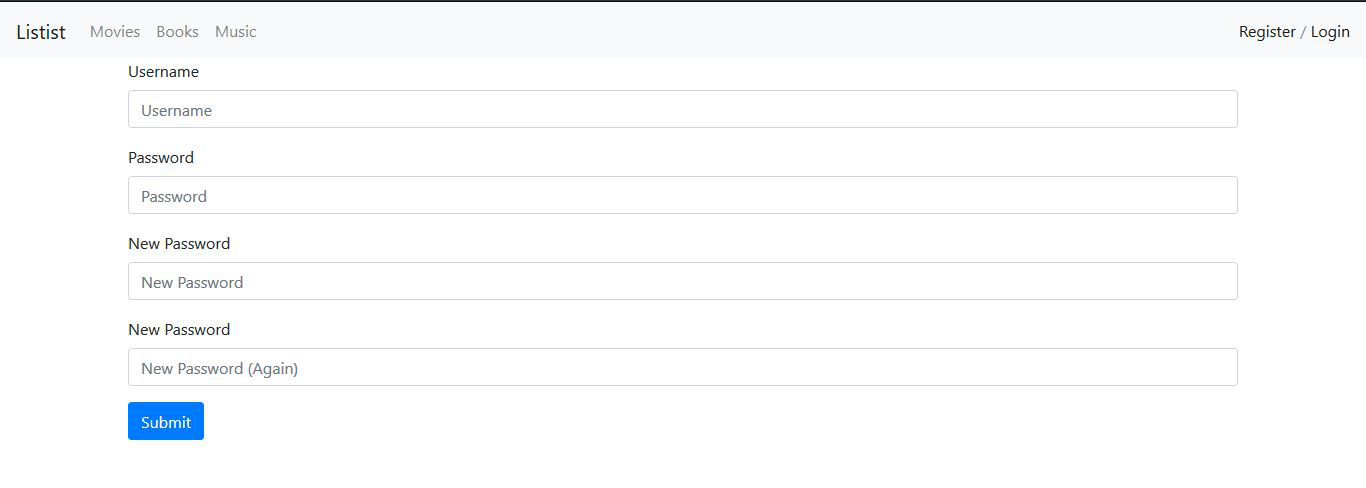 Listist Movies Books Music Register / Login
Username
Username
Password
Password
New Password
New Password
New Password
New Password (Again)
Submit